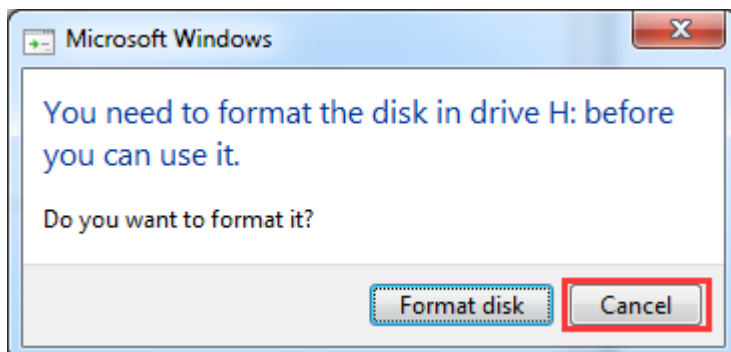 Microsoft Windows
You need to format the disk in drive H: before
you can use it.
Do you want to format it?
Format disk
Cancel